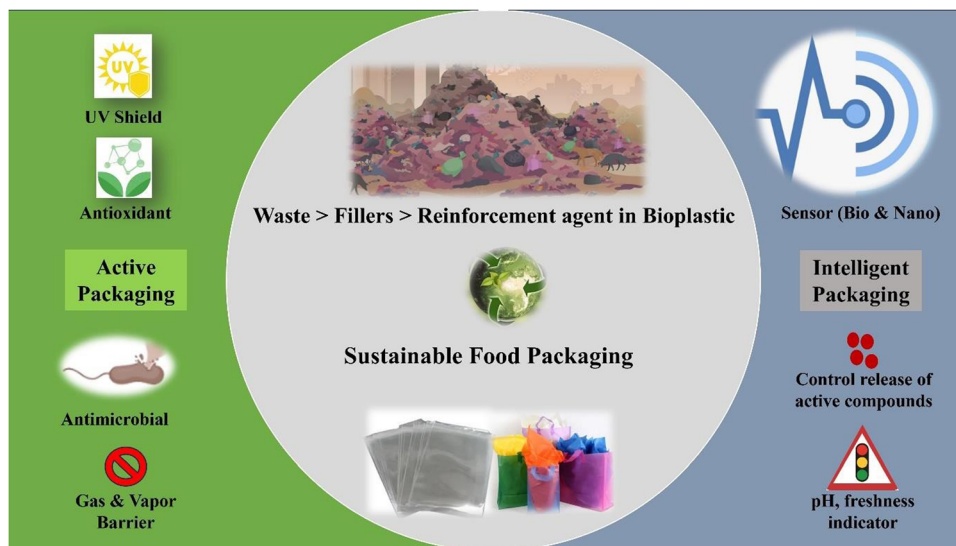 UV
UV Shield
Antioxidant
Active
Packaging
Antimicrobial
Gas & Vapor
Barrier
Waste > Fillers > Reinforcement agent in Bioplastic
Sustainable Food Packaging
Sensor (Bio & Nano)
Intelligent
Packaging
Control release of
active compounds
pH, freshness
indicator